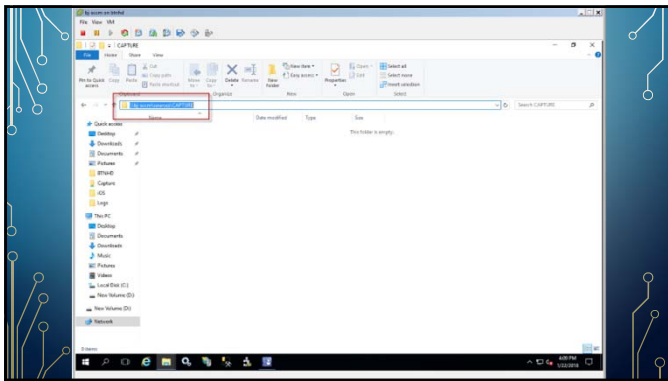 File View VM
CAPTURE
File Home Share View
Pin to Quick access
Copy
Paste
Cut
Copy path
Paste shortcut
Move to
Copy to
Delete
Rename
New folder
New item
Easy access
Properties
Open
Edit
Select all
Select none
Invert selection
Clipboard
Organize
New
Open
Select
Search CAPTURE
Name
Date modified
Type
Size
This folder is empty.
Quick access
Desktop
Downloads
Documents
Pictures
Capture
iOS
Logs
This PC
Desktop
Documents
Downloads
Music
Pictures
Videos
Local Disk (C:)
New Volume (D:)
New Volume (D:)
Network
0 items
4:09 PM
1/22/2018